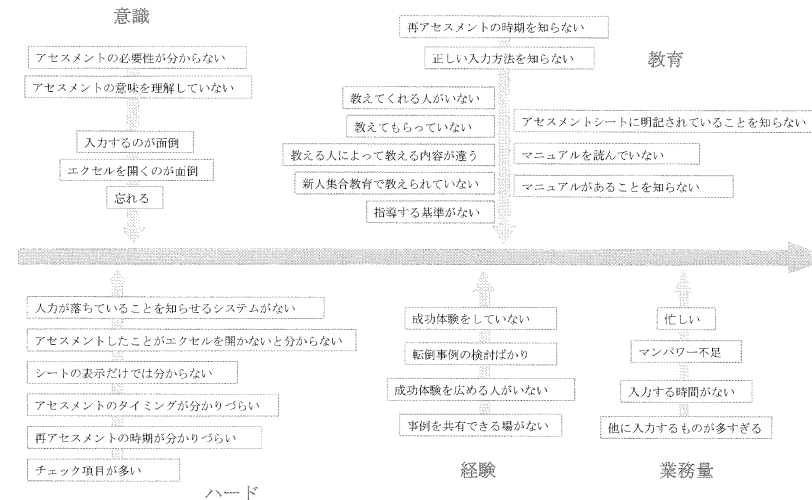 意識
アセスメントの必要性が分からない
アセスメントの意味を理解していない
入力するのが面倒
エクセルを開くのが面倒
忘れる
再アセスメントの時期を知らない
正しい入力方法を知らない
教育
教えてくれる人がいない
教えてもらっていない
教える人によって教える内容が違う
新人集合教育で教えられていない
指導する基準がない
アセスメントシートに明記されていることを知らない
マニュアルを読んでいない
マニュアルがあることを知らない
入力が落ちていることを知らせるシステムがない
アセスメントしたことがエクセルを開かないと分からない
シートの表示だけでは分からない
アセスメントのタイミングが分かりづらい
再アセスメントの時期が分かりづらい
チェック項目が多い
ハード
成功体験をしていない
転倒事例の検討ばかり
成功体験を広める人がいない
事例を共有できる場がない
経験
忙しい
マンパワー不足
入力する時間がない
他に入力するものが多すぎる
業務量